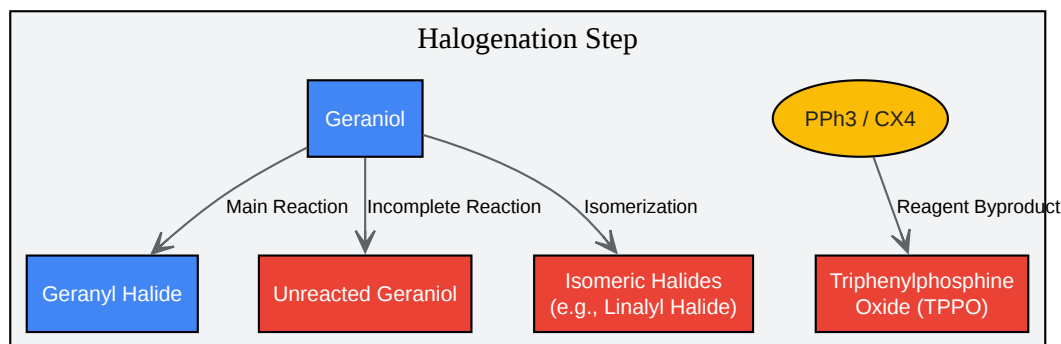 Halogenation Step
Geraniol
PPh3 / CX4
Main Reaction
Incomplete Reaction
Isomerization
Reagent Byproduct
Geranyl Halide
Unreacted Geraniol
Isomeric Halides
(e.g., Linalyl Halide)
Triphenylphosphine
Oxide (TPPO)